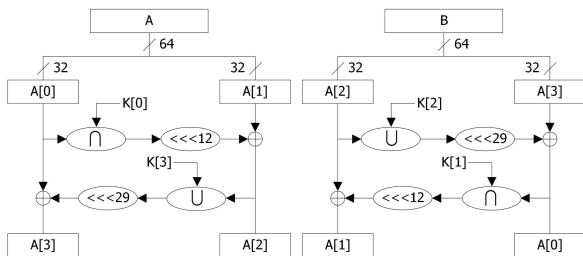 A B
64 64
32 32 32 32
A[0] A[1] A[2] A[3]
K[0] K[2]
∩ <<<12 ∪ <<<29
K[3] K[1]
<<<29 ∪ <<<12 ∩
A[3] A[2] A[1] A[0]